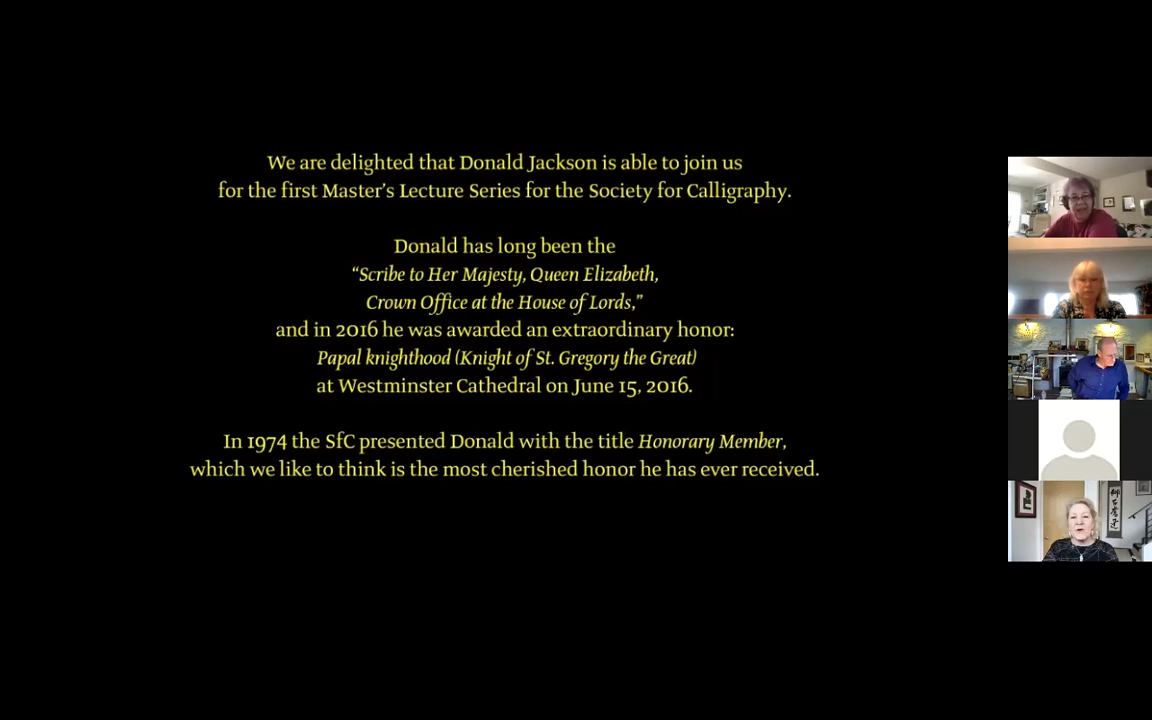 We are delighted that Donald Jackson is able to join us
for the first Master’s Lecture Series for the Society for Calligraphy.
Donald has long been the
“Scribe to Her Majesty, Queen Elizabeth,
Crown Office at the House of Lords,”
and in 2016 he was awarded an extraordinary honor:
Papal knighthood (Knight of St. Gregory the Great)
at Westminster Cathedral on June 15, 2016.
In 1974 the SfC presented Donald with the title Honorary Member,
which we like to think is the most cherished honor he has ever received.